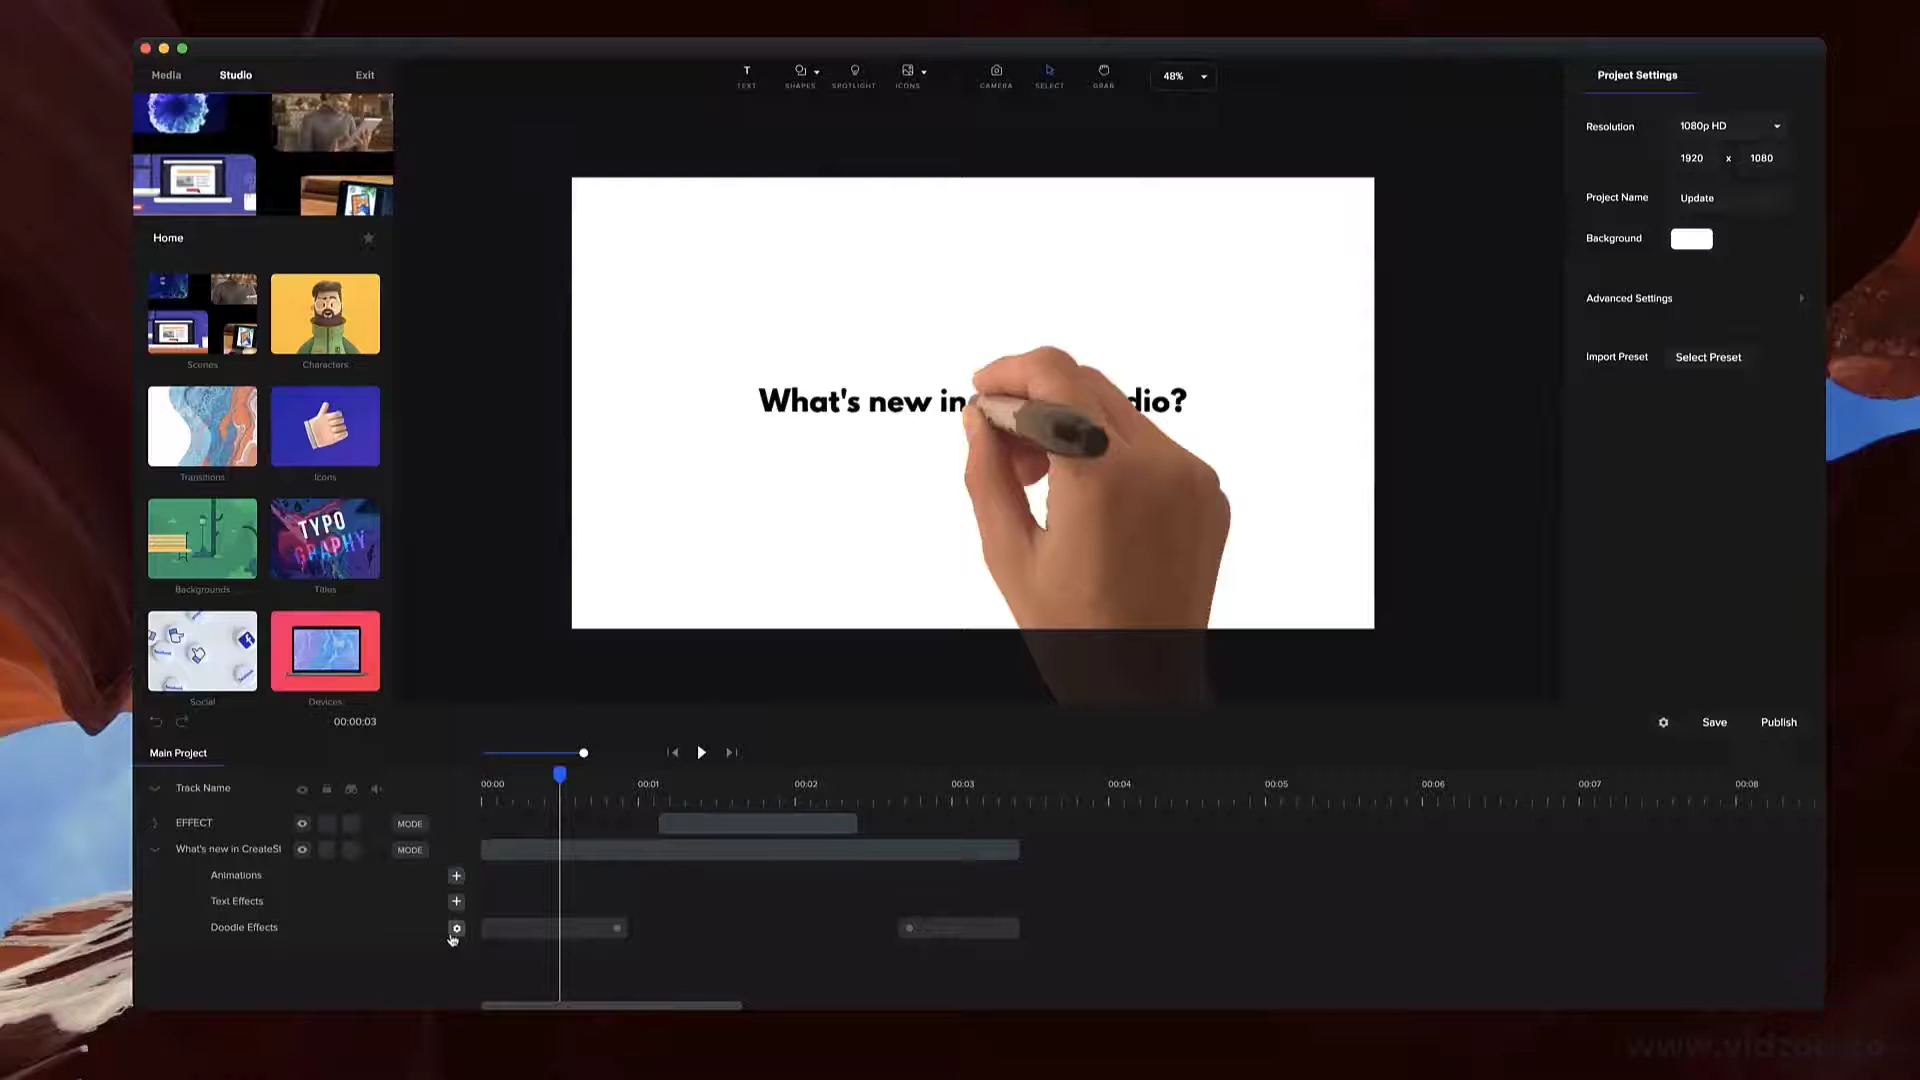 Media Studio Exit
TEXT SHAPES SPOTLIGHT ICONS CAMERA SELECT GRAB 48%
Project Settings
Resolution 1080p HD
1920 x 1080
Project Name Update
Background
Advanced Settings
Import Preset Select Preset
Home
Scenes Characters
Transitions Icons
TYPO
GRAPHY
Backgrounds Titles
Social Devices
What's new in dio?
00:00:03
Save Publish
Main Project
00:00 00:01 00:02 00:03 00:04 00:05 00:06 00:07 00:08
Track Name
EFFECT MODE
What's new in CreateSt MODE
Animations
Text Effects
Doodle Effects